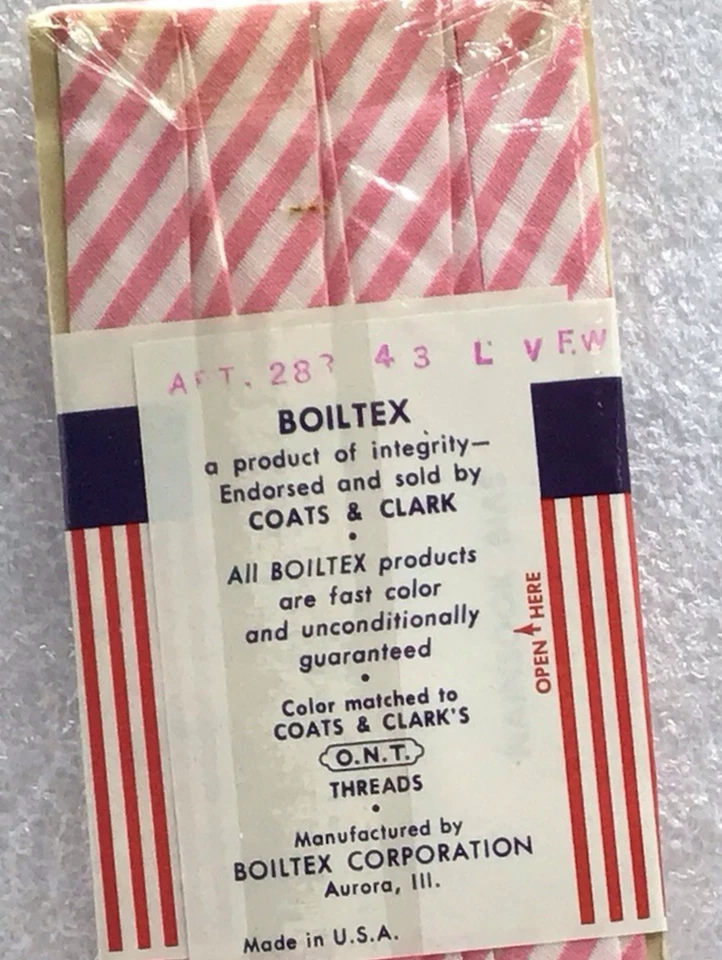 43 L V F.W
BOILTEX
a product of integrity—
Endorsed and sold by
COATS & CLARK
•
All BOILTEX products
are fast color
and unconditionally
guaranteed
•
Color matched to
COATS & CLARK'S
O.N.T.
THREADS
•
Manufactured by
BOILTEX CORPORATION
Aurora, Ill.
Made in U.S.A.
OPEN HERE